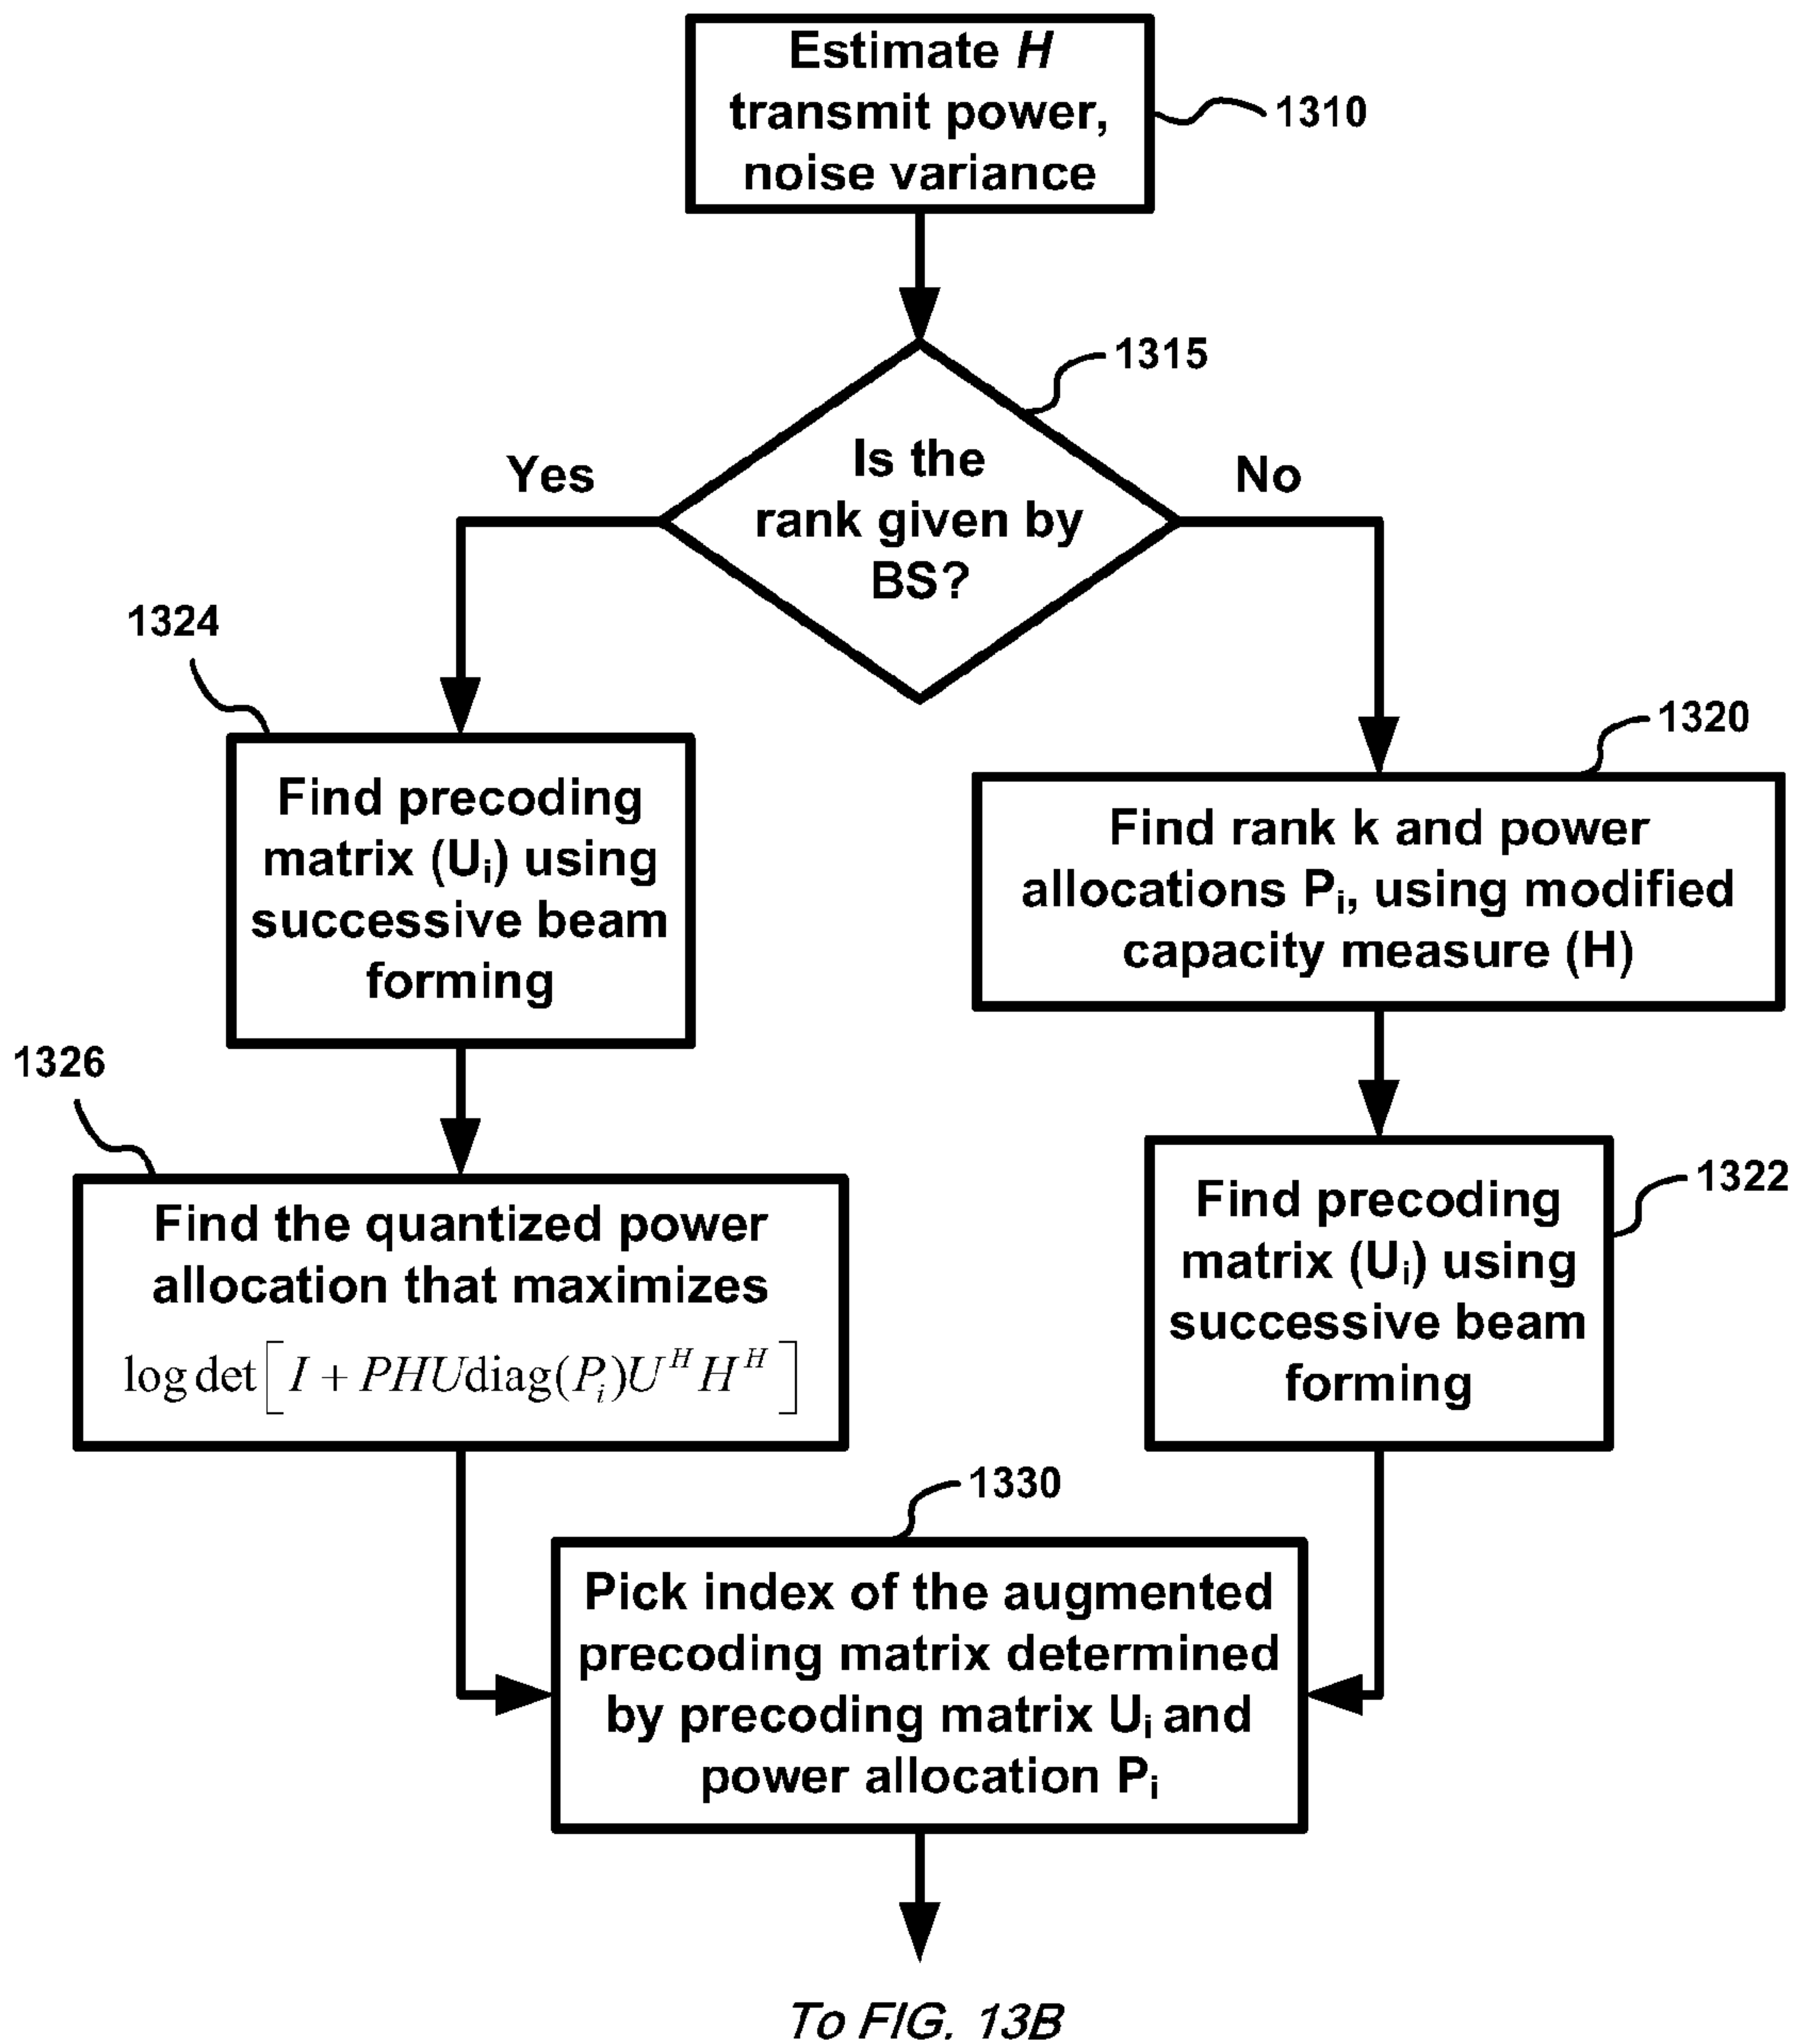 Estimate H
transmit power,
noise variance
1310
1315
Is the
rank given by
BS?
Yes
No
1324
Find precoding
matrix (Ui) using
successive beam
forming
1320
Find rank k and power
allocations Pi, using modified
capacity measure (H)
1326
Find the quantized power
allocation that maximizes
log det[I + PHUdiag(Pi)U^H H^H]
1322
Find precoding
matrix (Ui) using
successive beam
forming
1330
Pick index of the augmented
precoding matrix determined
by precoding matrix Ui and
power allocation Pi
To FIG. 13B